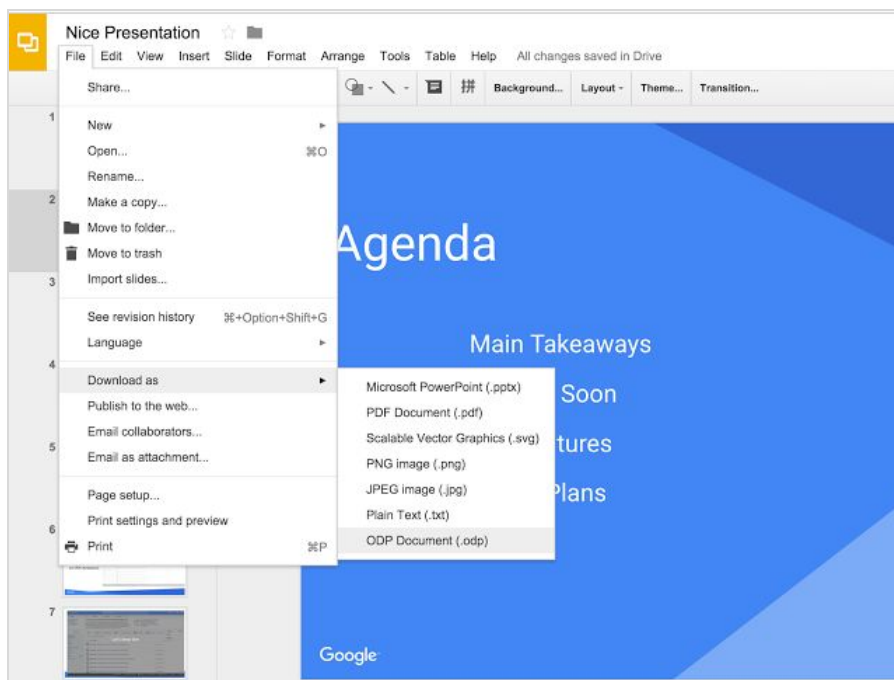 Nice Presentation
File Edit View Insert Slide Format Arrange Tools Table Help All changes saved in Drive
Background... Layout Theme... Transition...
Share...
New
Open... ⌘O
Rename...
Make a copy...
Move to folder...
Move to trash
Import slides...
See revision history ⌘+Option+Shift+G
Language
Download as
Publish to the web...
Email collaborators...
Email as attachment...
Page setup...
Print settings and preview
Print ⌘P
Microsoft PowerPoint (.pptx)
PDF Document (.pdf)
Scalable Vector Graphics (.svg)
PNG image (.png)
JPEG image (.jpg)
Plain Text (.txt)
ODP Document (.odp)
1
2
3
4
5
6
7
Agenda
Main Takeaways
Soon
tures
Plans
Google